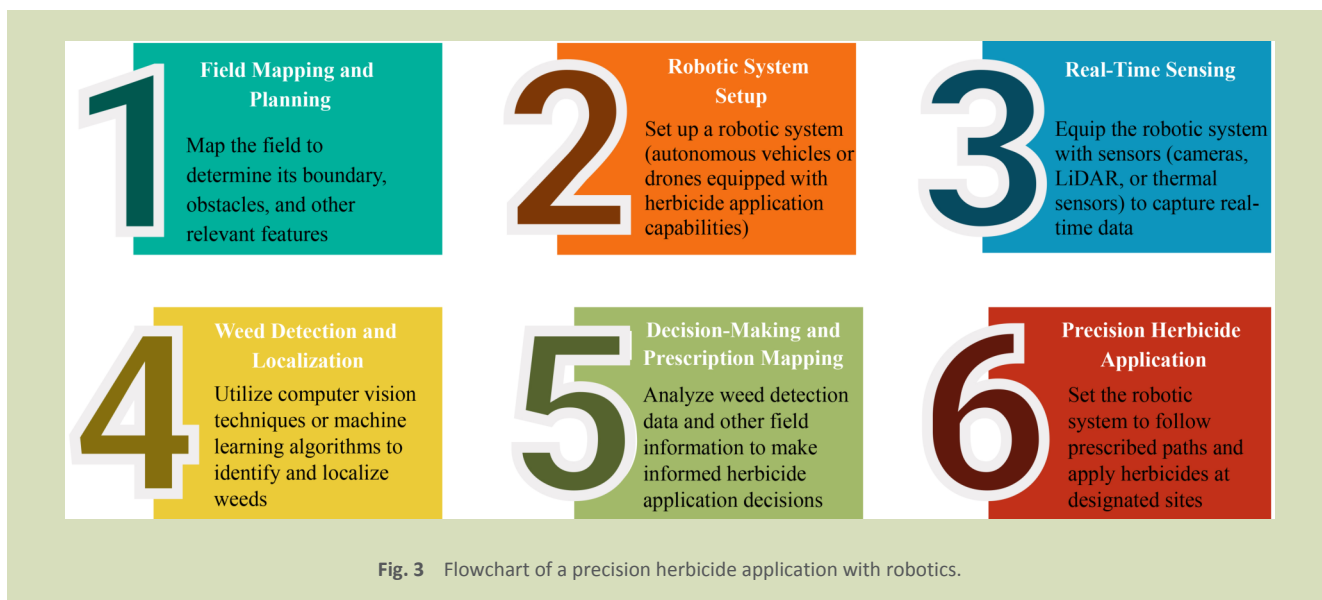 1
Field Mapping and
Planning
Map the field to
determine its boundary,
obstacles, and other
relevant features
2
Robotic System
Setup
Set up a robotic system
(autonomous vehicles or
drones equipped with
herbicide application
capabilities)
3
Real-Time Sensing
Equip the robotic system
with sensors (cameras,
LiDAR, or thermal
sensors) to capture real-
time data
4
Weed Detection and
Localization
Utilize computer vision
techniques or machine
learning algorithms to
identify and localize
weeds
5
Decision-Making and
Prescription Mapping
Analyze weed detection
data and other field
information to make
informed herbicide
application decisions
6
Precision Herbicide
Application
Set the robotic
system to follow
prescribed paths and
apply herbicides at
designated sites
Fig. 3 Flowchart of a precision herbicide application with robotics.